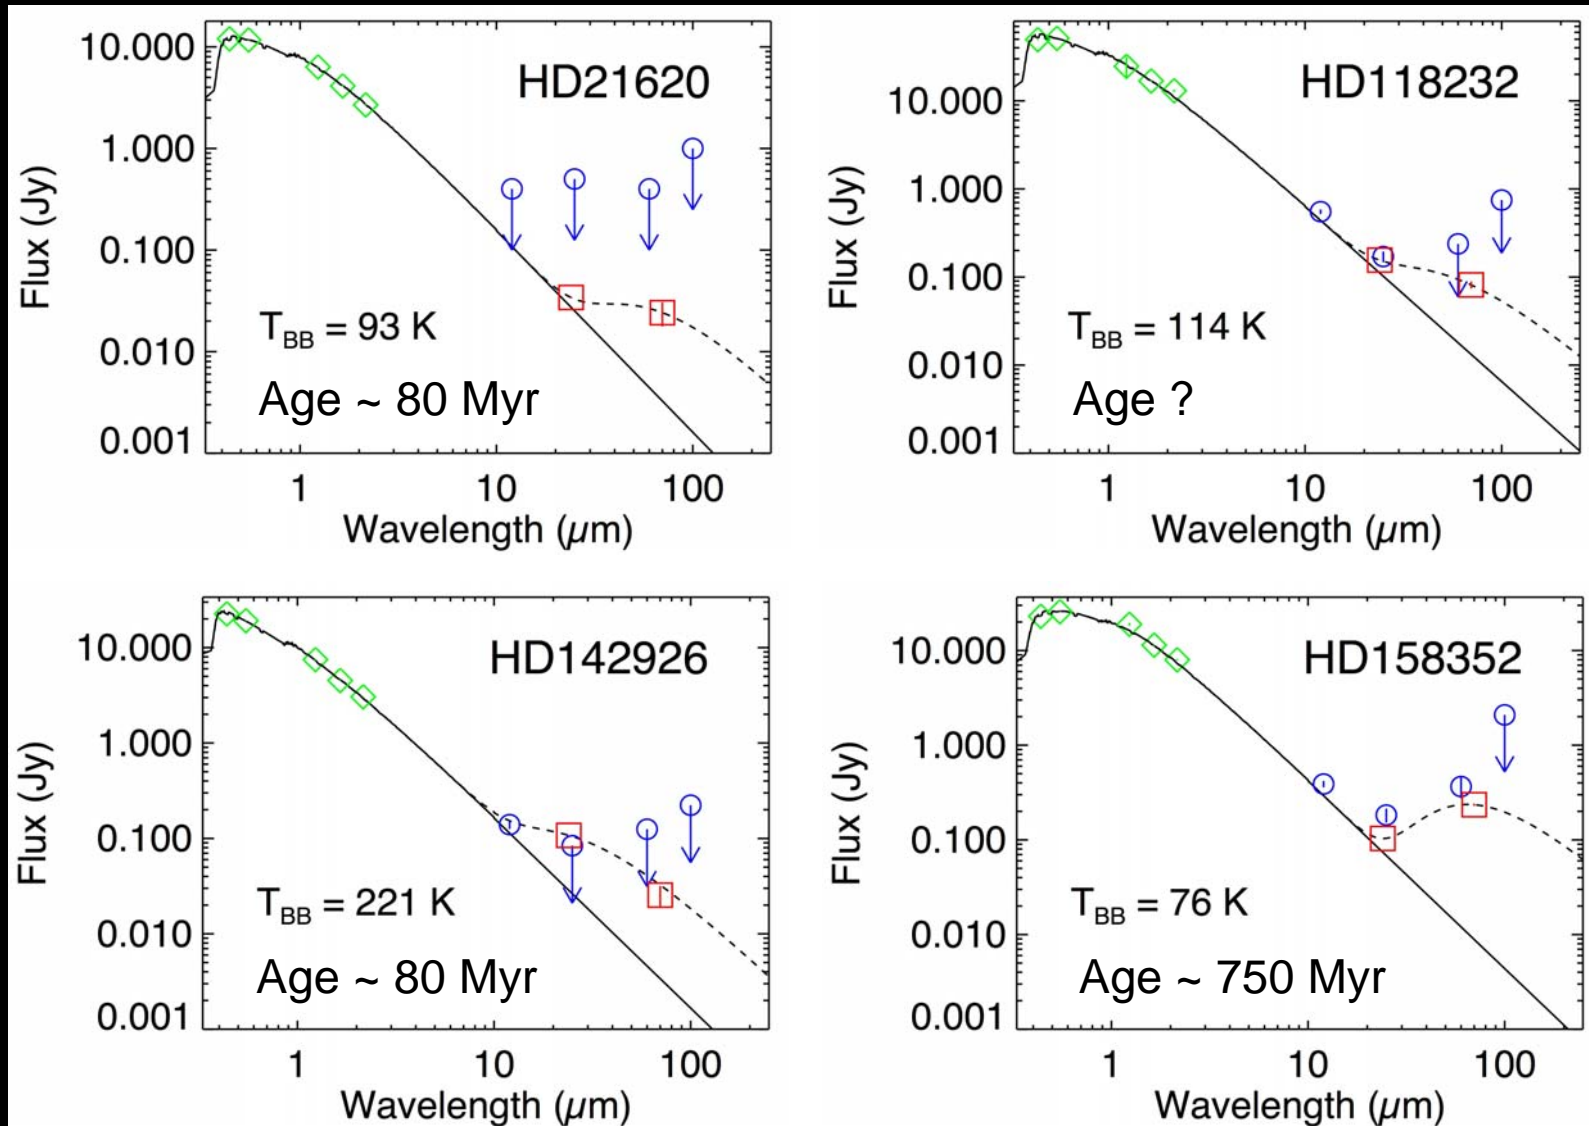 HD21620
10.000
1.000
0.100
0.010
0.001
Flux (Jy)
T_BB = 93 K
Age ~ 80 Myr
1 10 100
Wavelength (µm)
HD118232
10.000
1.000
0.100
0.010
0.001
Flux (Jy)
T_BB = 114 K
Age ?
1 10 100
Wavelength (µm)
HD142926
10.000
1.000
0.100
0.010
0.001
Flux (Jy)
T_BB = 221 K
Age ~ 80 Myr
1 10 100
Wavelength (µm)
HD158352
10.000
1.000
0.100
0.010
0.001
Flux (Jy)
T_BB = 76 K
Age ~ 750 Myr
1 10 100
Wavelength (µm)